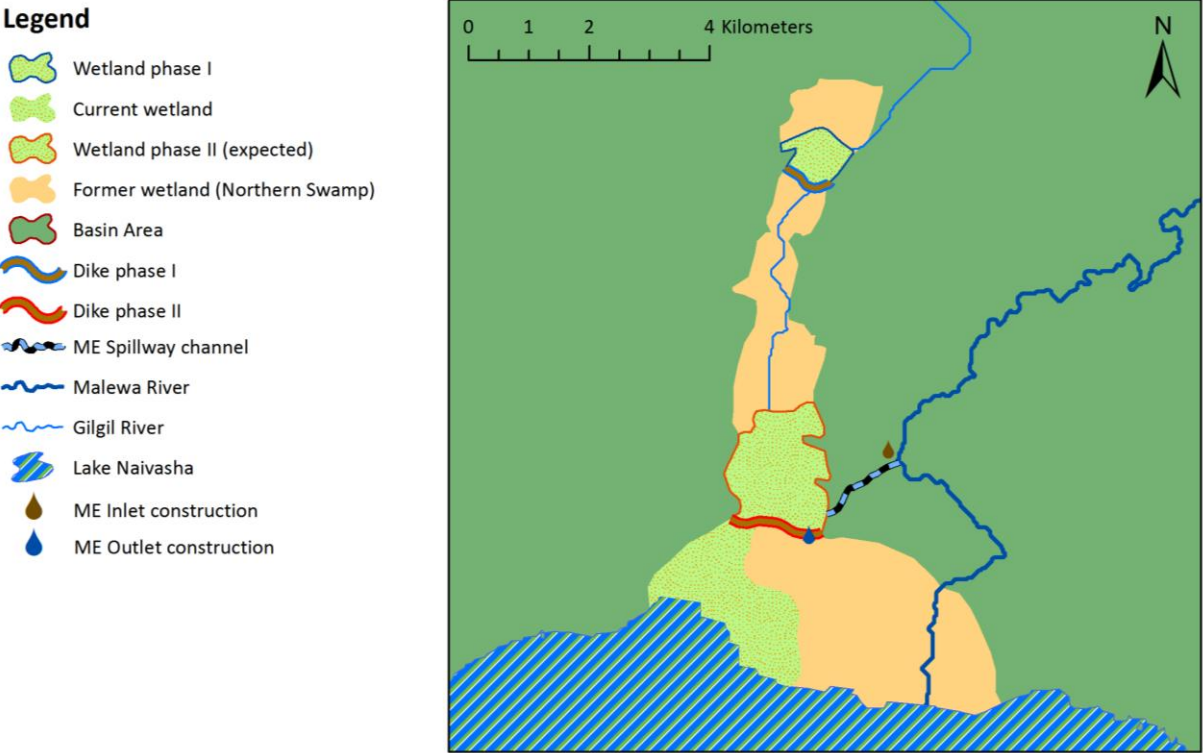 Legend
Wetland phase I
Current wetland
Wetland phase II (expected)
Former wetland (Northern Swamp)
Basin Area
Dike phase I
Dike phase II
ME Spillway channel
Malewa River
Gilgil River
Lake Naivasha
ME Inlet construction
ME Outlet construction
0 1 2 4 Kilometers
N